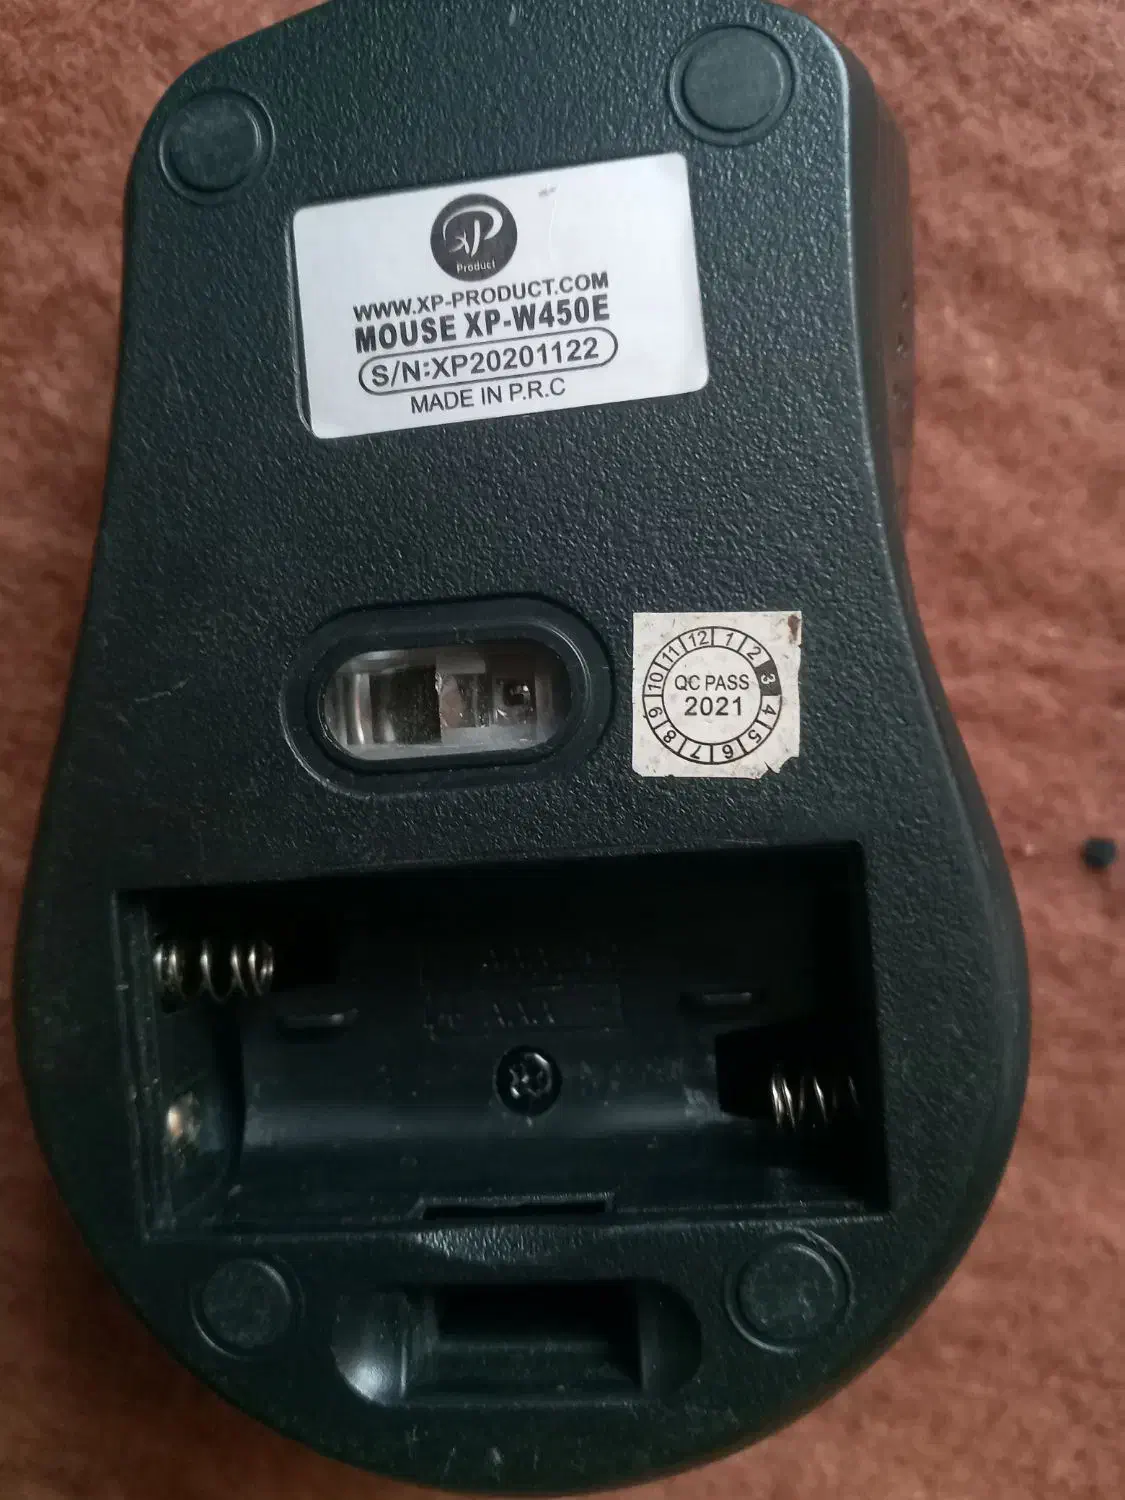 XP
Product
WWW.XP-PRODUCT.COM
MOUSE XP-W450E
S/N:XP20201122
MADE IN P.R.C
12 1 2 3 4 5 6 7 8 9 10 11
QC PASS
2021